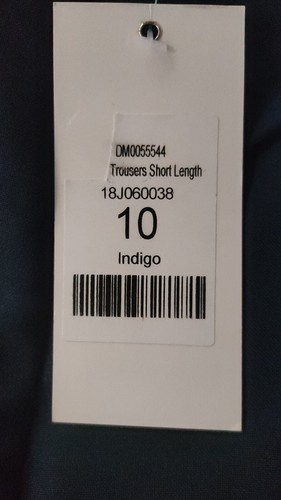 DM0055544
Trousers Short Length
18J060038
10
Indigo